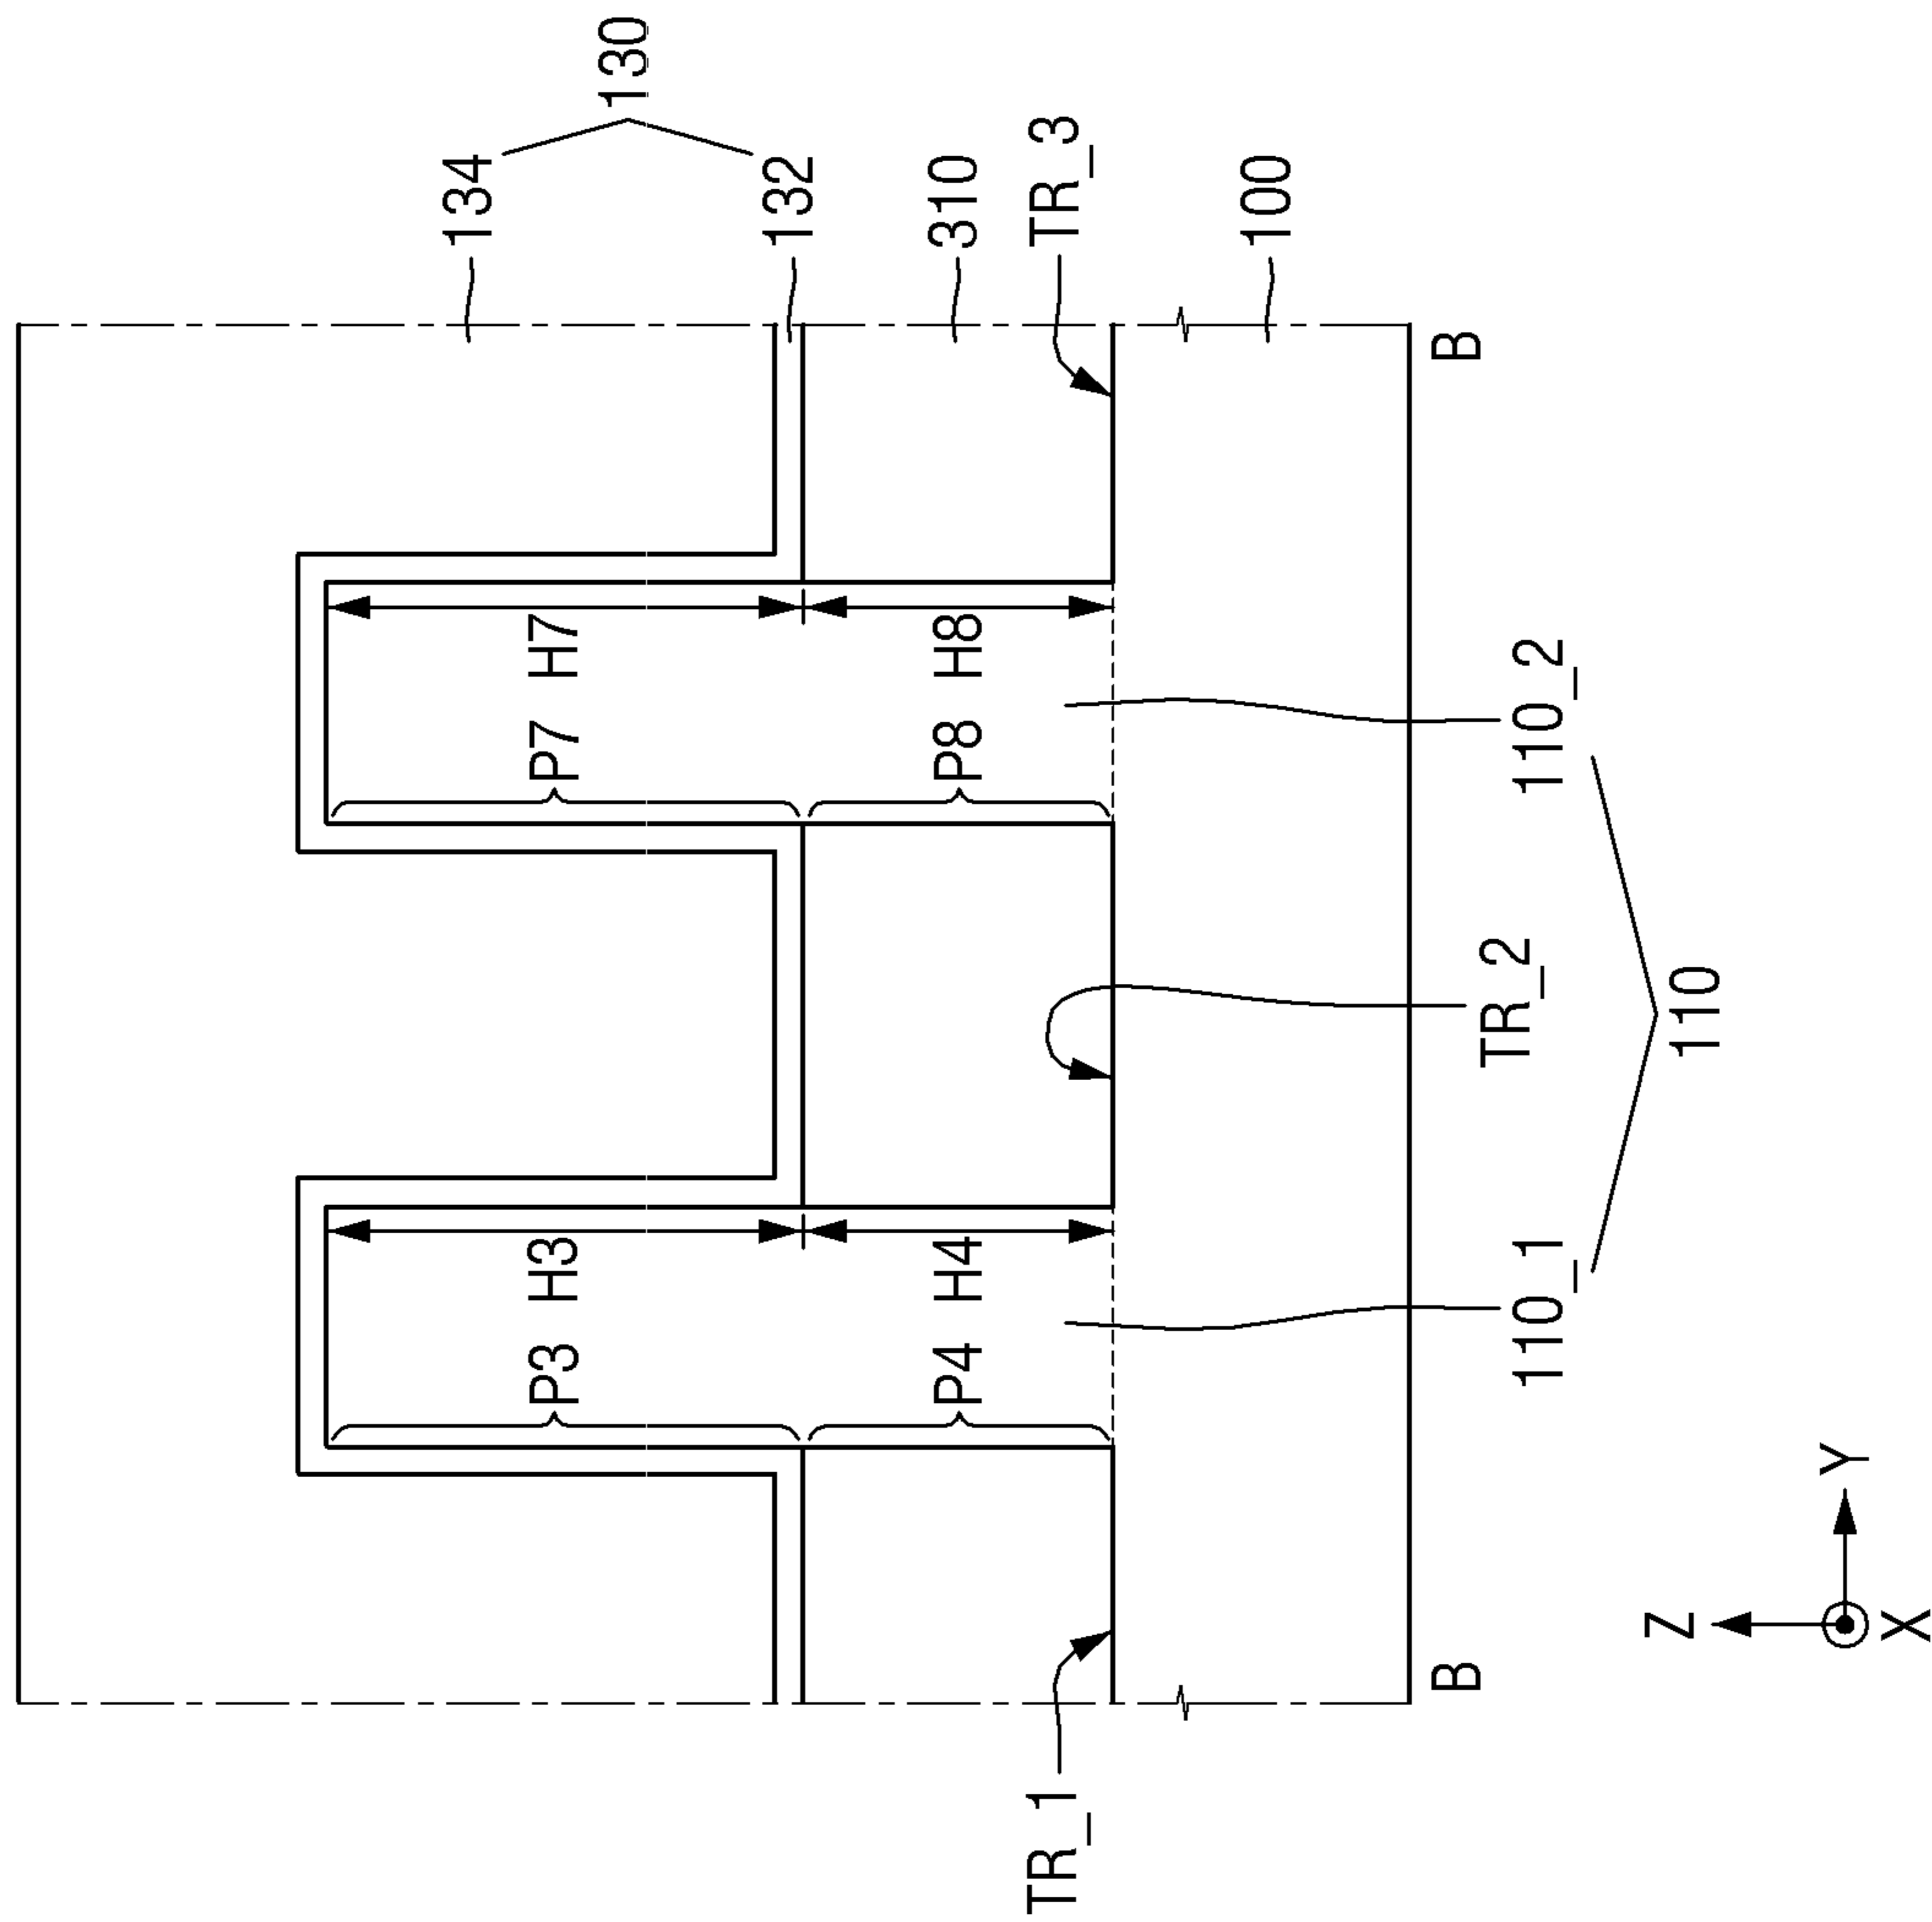 134
P3 H3 P7 H7
130
132
P4 H4 P8 H8
310
TR_1
TR_3
100
B B
TR_2
110_1 110_2
110
Z
Y
X